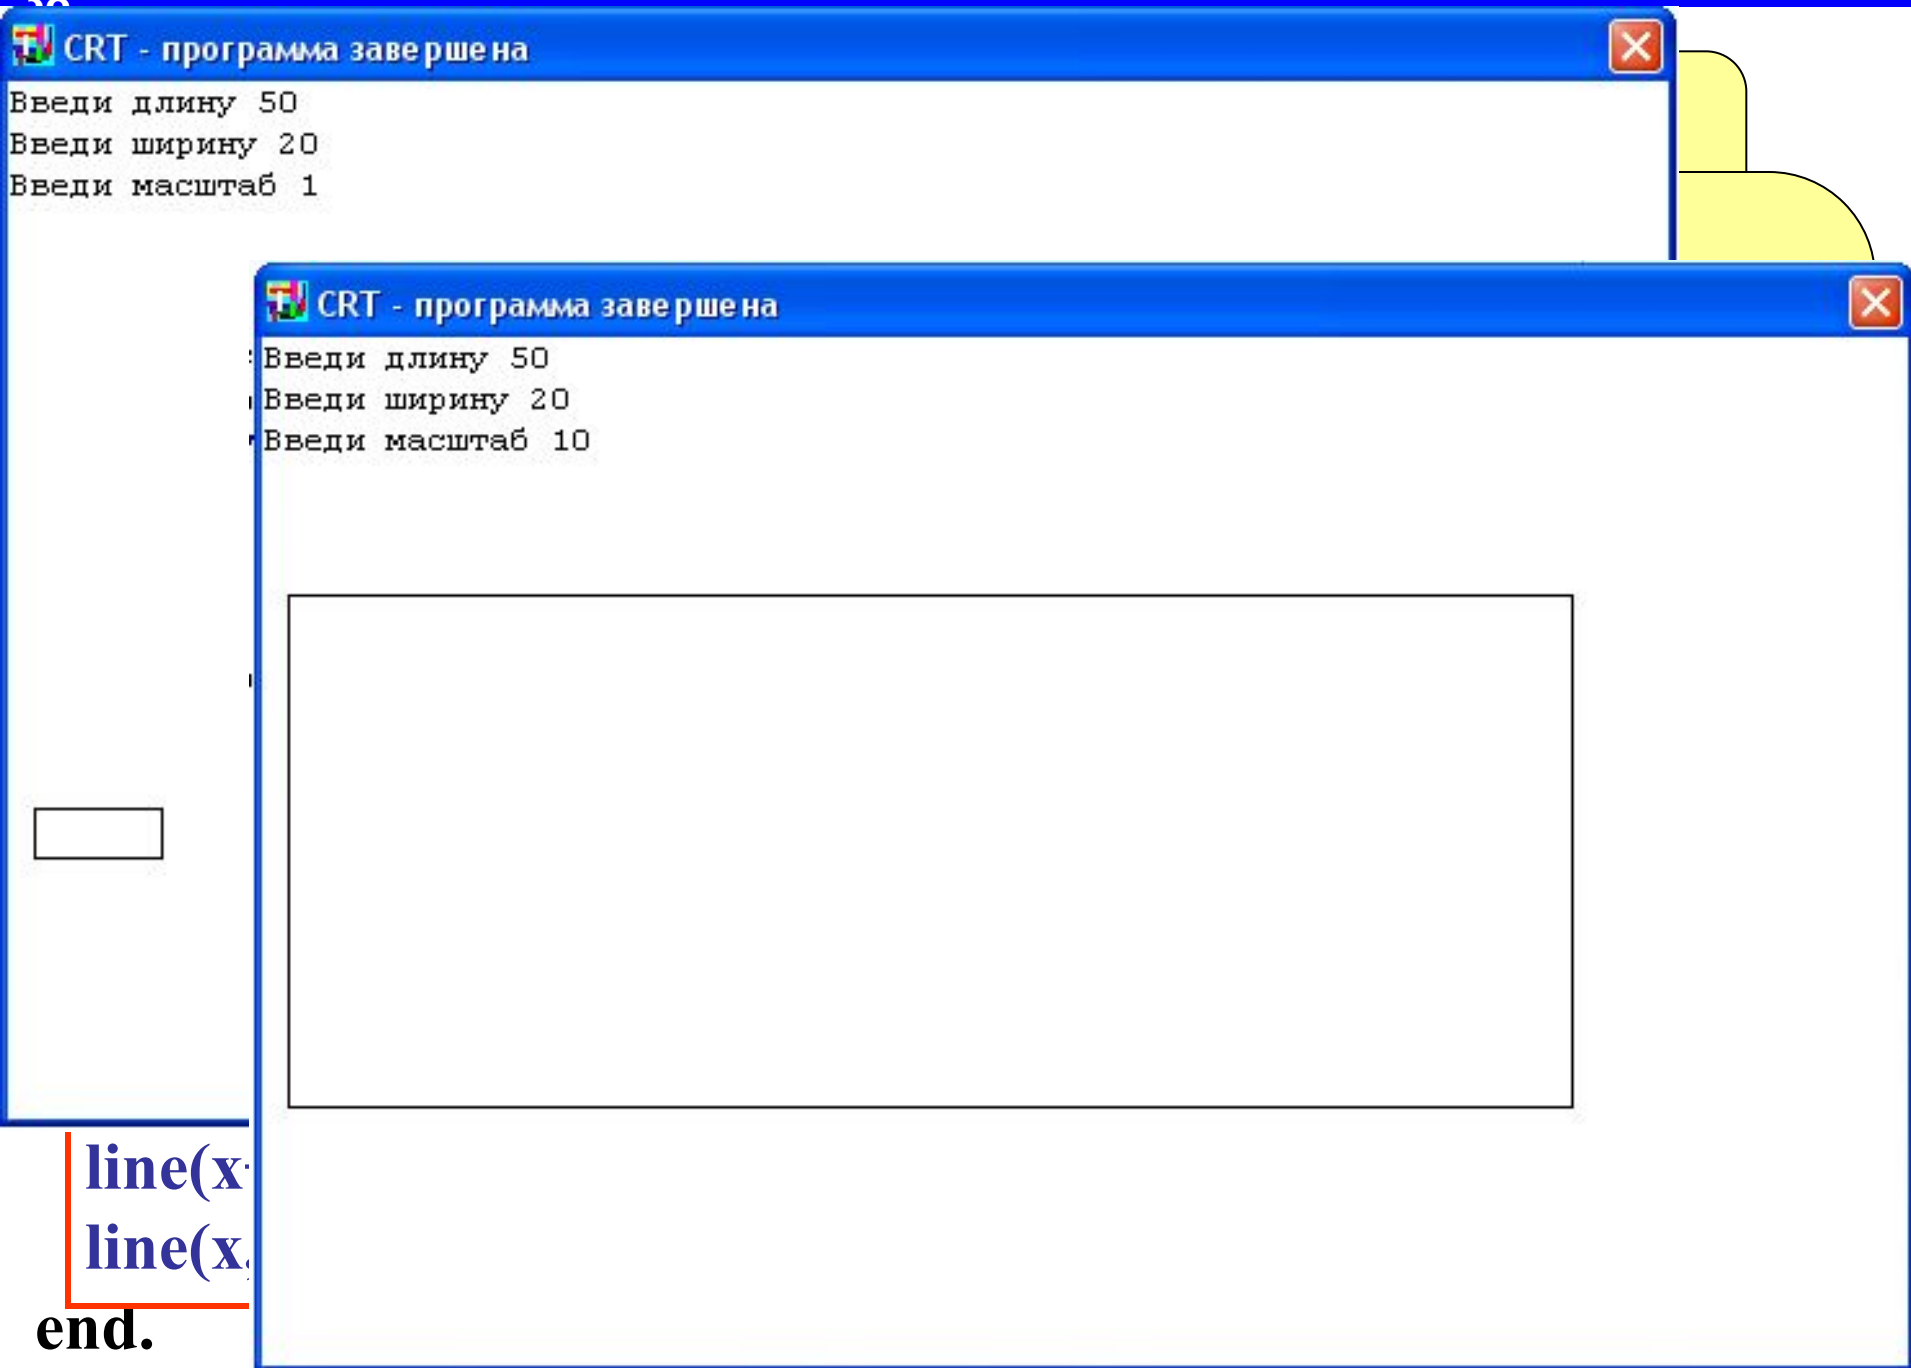 CRT - программа завершена
Введи длину 50
Введи ширину 20
Введи масштаб 1
CRT - программа завершена
Введи длину 50
Введи ширину 20
Введи масштаб 10
line(x
line(x,
end.